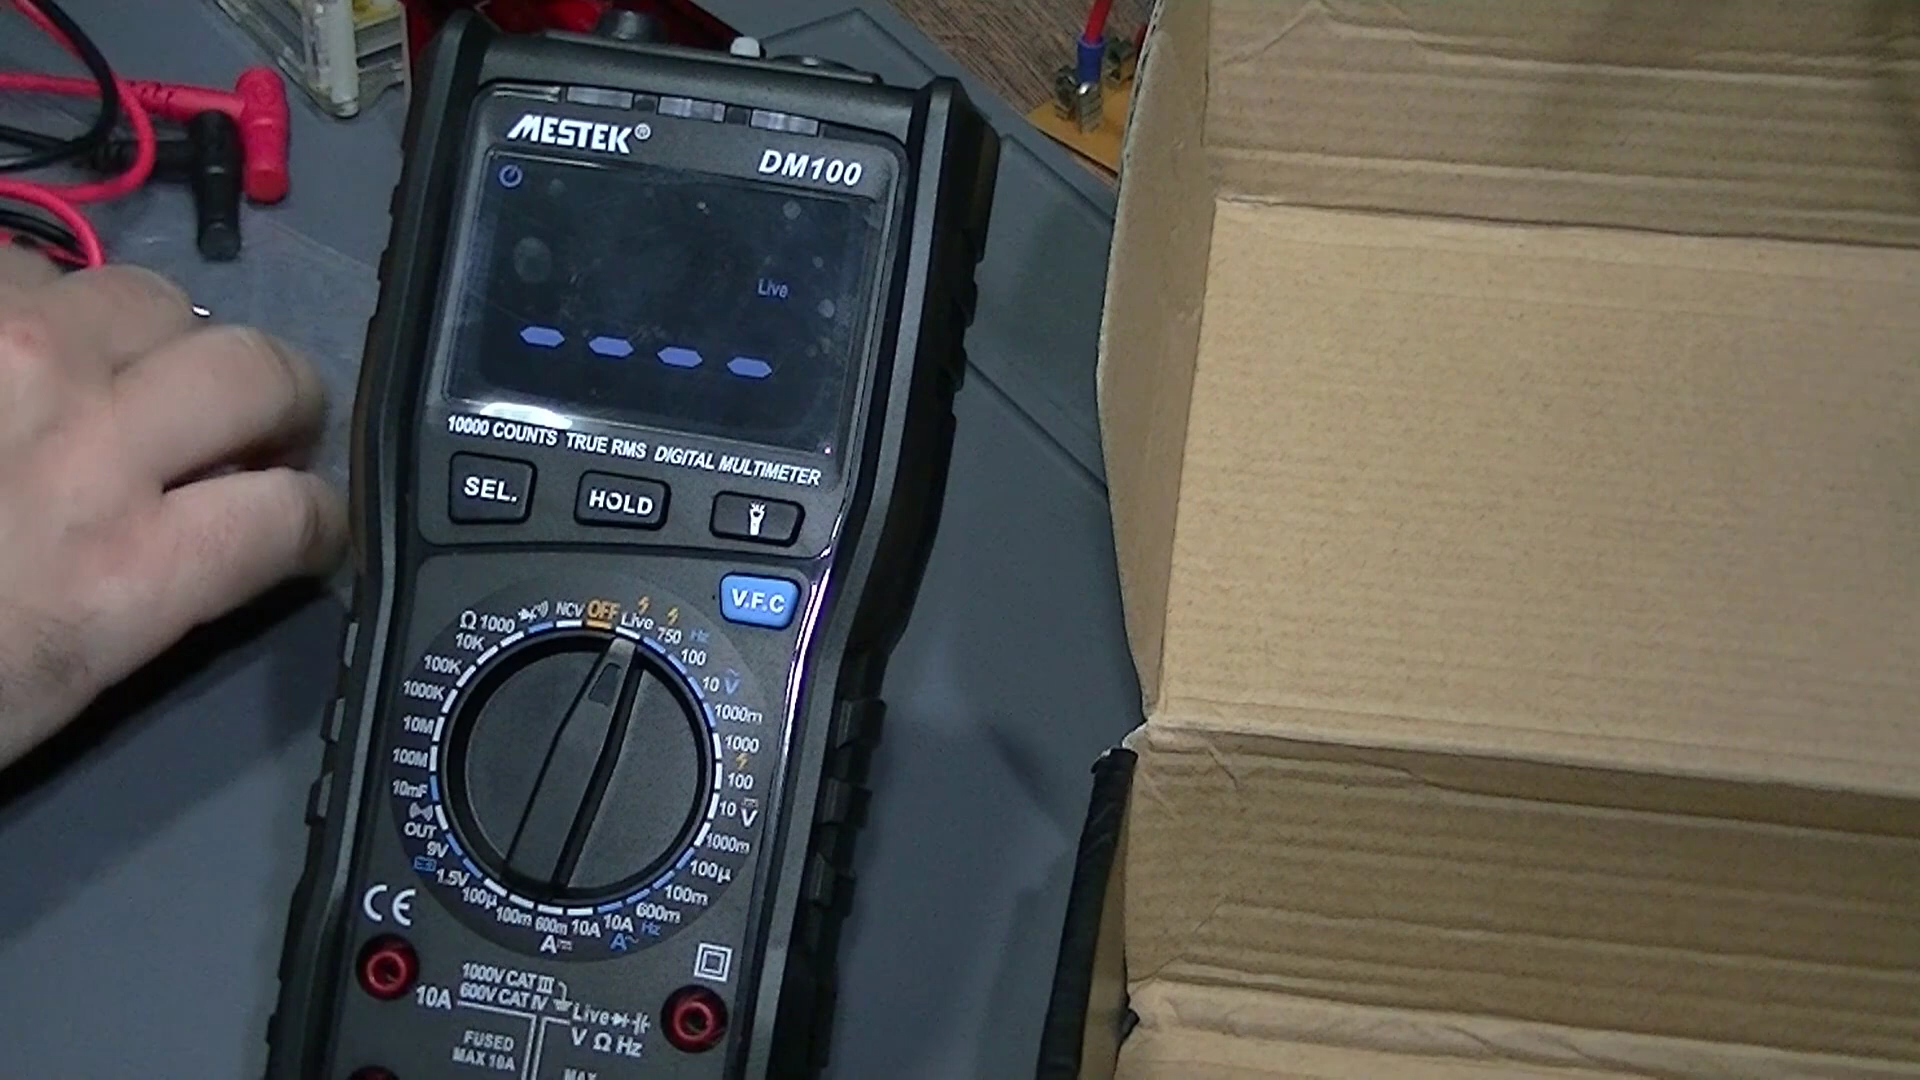 MESTEK®
DM100
Live
10000 COUNTS TRUE RMS DIGITAL MULTIMETER
SEL.
HOLD
V.F.C
NCV
OFF
Live
750
Hz
100
10 V
1000m
1000
100
10 V
1000m
100µ
100m
600m
10A Hz
A~
10A
600m
100m
100µ
A
1.5V
9V
OUT
10mF
100M
10M
1000K
100K
10K
Ω 1000
CE
1000V CAT III
600V CAT IV
10A
Live
V Ω Hz
FUSED
MAX 10A
MAX